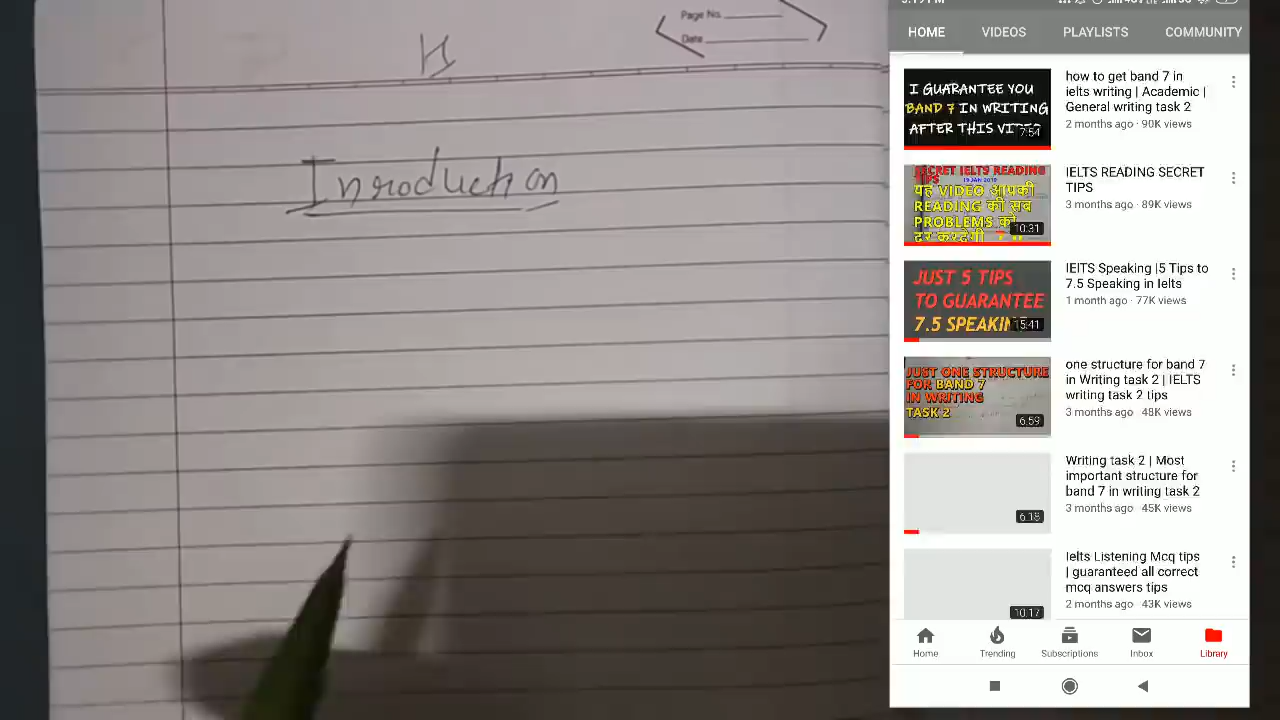 Page No.
Date
H
Inroduction
HOME VIDEOS PLAYLISTS COMMUNITY
I GUARANTEE YOU
BAND 7 IN WRITING
AFTER THIS VIDEO
7:54
how to get band 7 in
ielts writing | Academic |
General writing task 2
2 months ago · 90K views
SECRET IELTS READING
TIPS
यह VIDEO आपकी
READING की सब
PROBLEMS को
दूर करदेगी
10:31
IELTS READING SECRET
TIPS
3 months ago · 89K views
JUST 5 TIPS
TO GUARANTEE
7.5 SPEAKING
15:41
IElTS Speaking |5 Tips to
7.5 Speaking in Ielts
1 month ago · 77K views
JUST ONE STRUCTURE
FOR BAND 7
IN WRITING
TASK 2
6:59
one structure for band 7
in Writing task 2 | IELTS
writing task 2 tips
3 months ago · 48K views
6:18
Writing task 2 | Most
important structure for
band 7 in writing task 2
3 months ago · 45K views
10:17
Ielts Listening Mcq tips
| guaranteed all correct
mcq answers tips
2 months ago · 43K views
Home Trending Subscriptions Inbox Library